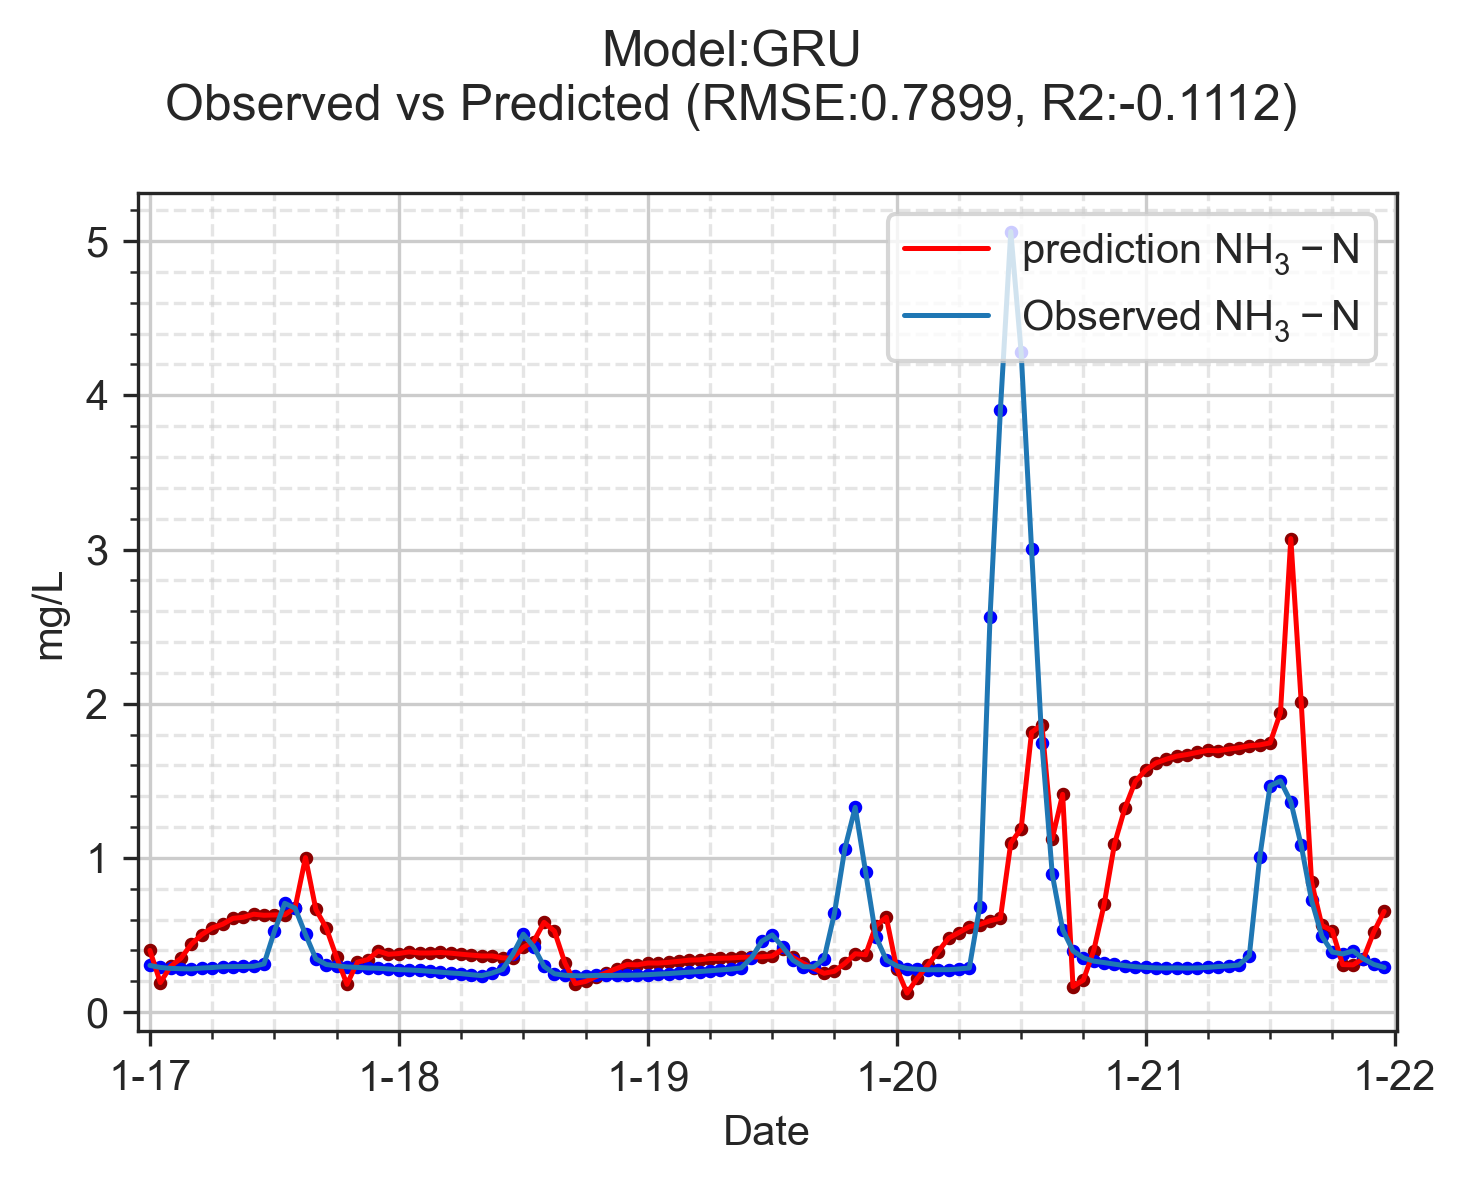 Model:GRU
Observed vs Predicted (RMSE:0.7899, R2:-0.1112)
prediction NH₃ − N
Observed NH₃ − N
5
4
3
2
1
0
mg/L
1-17 1-18 1-19 1-20 1-21 1-22
Date